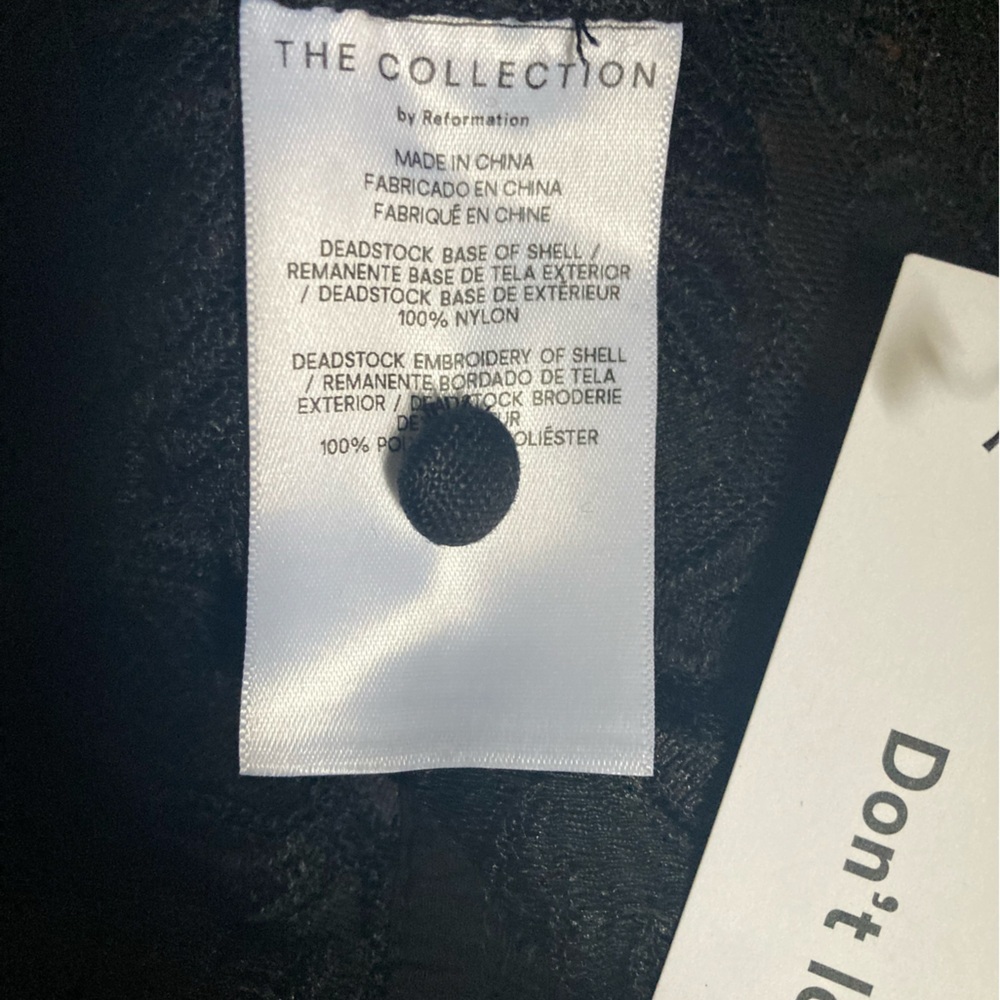 THE COLLECTION
by Reformation
MADE IN CHINA
FABRICADO EN CHINA
FABRIQUÉ EN CHINE
DEADSTOCK BASE OF SHELL /
REMANENTE BASE DE TELA EXTERIOR
/ DEADSTOCK BASE DE EXTÉRIEUR
100% NYLON
DEADSTOCK EMBROIDERY OF SHELL
/ REMANENTE BORDADO DE TELA
EXTERIOR / DEADSTOCK BRODERIE
DE
100%
Don't